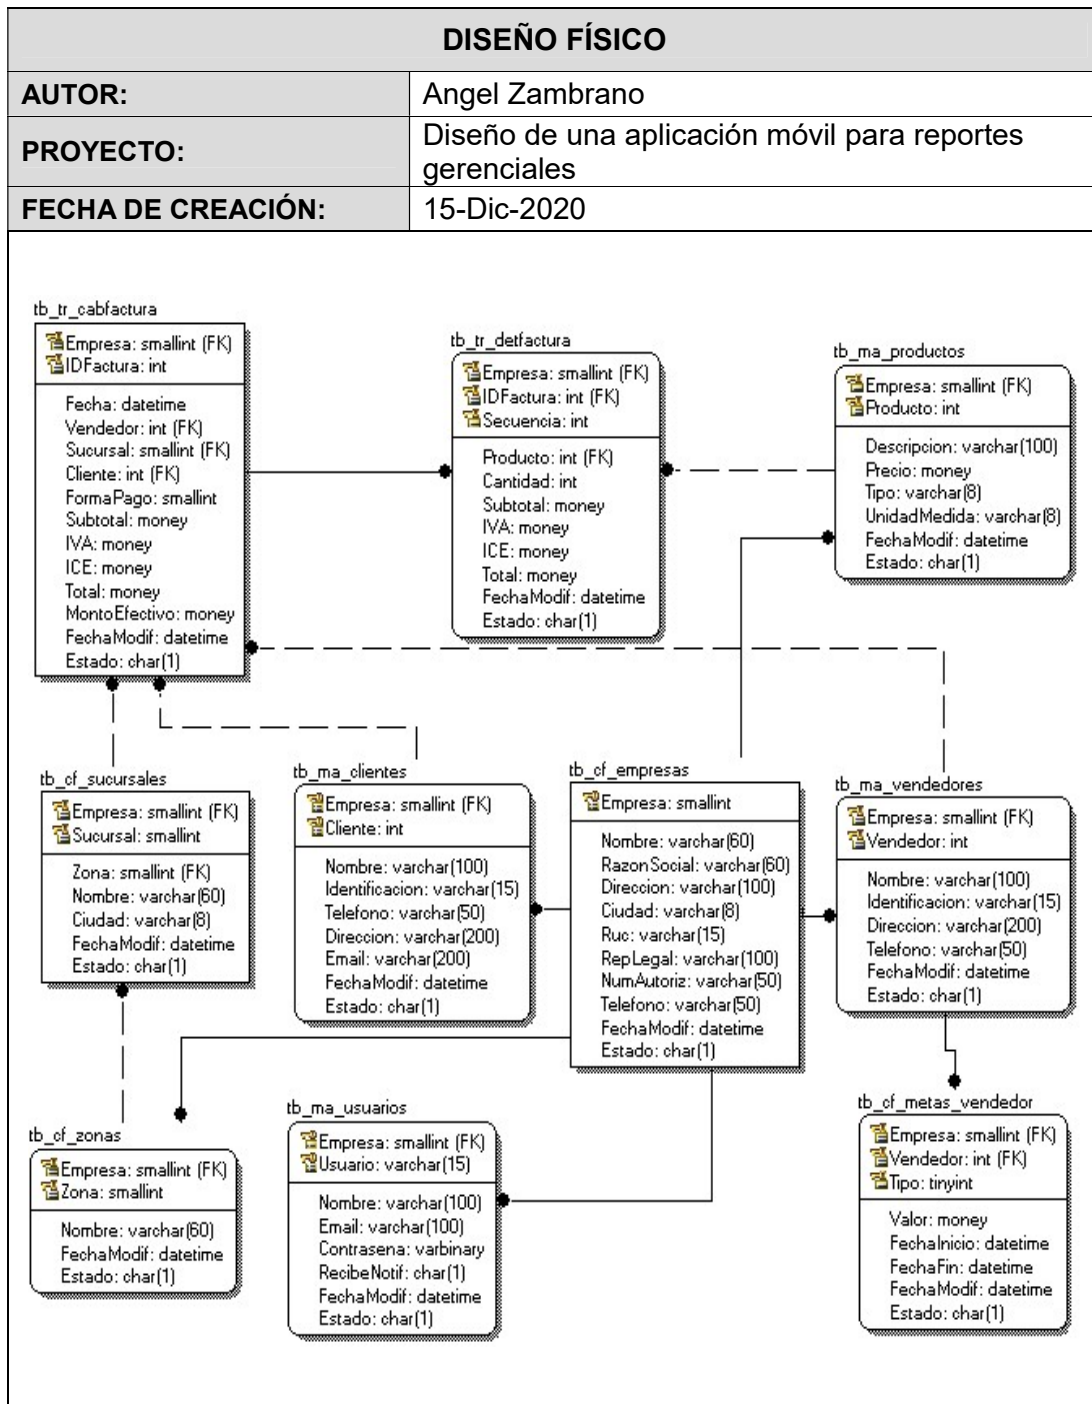 DISEÑO FÍSICO
AUTOR:
Angel Zambrano
PROYECTO:
Diseño de una aplicación móvil para reportes
gerenciales
FECHA DE CREACIÓN:
15-Dic-2020
tb_tr_cabfactura
Empresa: smallint (FK)
IDFactura: int
Fecha: datetime
Vendedor: int (FK)
Sucursal: smallint (FK)
Cliente: int (FK)
FormaPago: smallint
Subtotal: money
IVA: money
ICE: money
Total: money
MontoEfectivo: money
FechaModif: datetime
Estado: char(1)
tb_tr_detfactura
Empresa: smallint (FK)
IDFactura: int (FK)
Secuencia: int
Producto: int (FK)
Cantidad: int
Subtotal: money
IVA: money
ICE: money
Total: money
FechaModif: datetime
Estado: char(1)
tb_ma_productos
Empresa: smallint (FK)
Producto: int
Descripcion: varchar(100)
Precio: money
Tipo: varchar(8)
UnidadMedida: varchar(8)
FechaModif: datetime
Estado: char(1)
tb_cf_sucursales
Empresa: smallint (FK)
Sucursal: smallint
Zona: smallint (FK)
Nombre: varchar(60)
Ciudad: varchar(8)
FechaModif: datetime
Estado: char(1)
tb_ma_clientes
Empresa: smallint (FK)
Cliente: int
Nombre: varchar(100)
Identificacion: varchar(15)
Telefono: varchar(50)
Direccion: varchar(200)
Email: varchar(200)
FechaModif: datetime
Estado: char(1)
tb_cf_empresas
Empresa: smallint
Nombre: varchar(60)
RazonSocial: varchar(60)
Direccion: varchar(100)
Ciudad: varchar(8)
Ruc: varchar(15)
RepLegal: varchar(100)
NumAutoriz: varchar(50)
Telefono: varchar(50)
FechaModif: datetime
Estado: char(1)
tb_ma_vendedores
Empresa: smallint (FK)
Vendedor: int
Nombre: varchar(100)
Identificacion: varchar(15)
Direccion: varchar(200)
Telefono: varchar(50)
FechaModif: datetime
Estado: char(1)
tb_cf_zonas
Empresa: smallint (FK)
Zona: smallint
Nombre: varchar(60)
FechaModif: datetime
Estado: char(1)
tb_ma_usuarios
Empresa: smallint (FK)
Usuario: varchar(15)
Nombre: varchar(100)
Email: varchar(100)
Contrasena: varbinary
RecibeNotif: char(1)
FechaModif: datetime
Estado: char(1)
tb_cf_metas_vendedor
Empresa: smallint (FK)
Vendedor: int (FK)
Tipo: tinyint
Valor: money
FechaInicio: datetime
FechaFin: datetime
FechaModif: datetime
Estado: char(1)